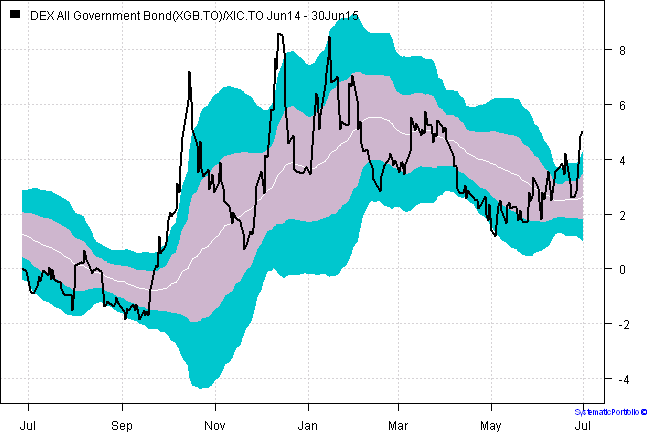 DEX All Government Bond(XGB.TO)/XIC.TO Jun14 - 30Jun15
8
6
4
2
0
-2
-4
Jul Sep Nov Jan Mar May Jul
SystematicPortfolio ©